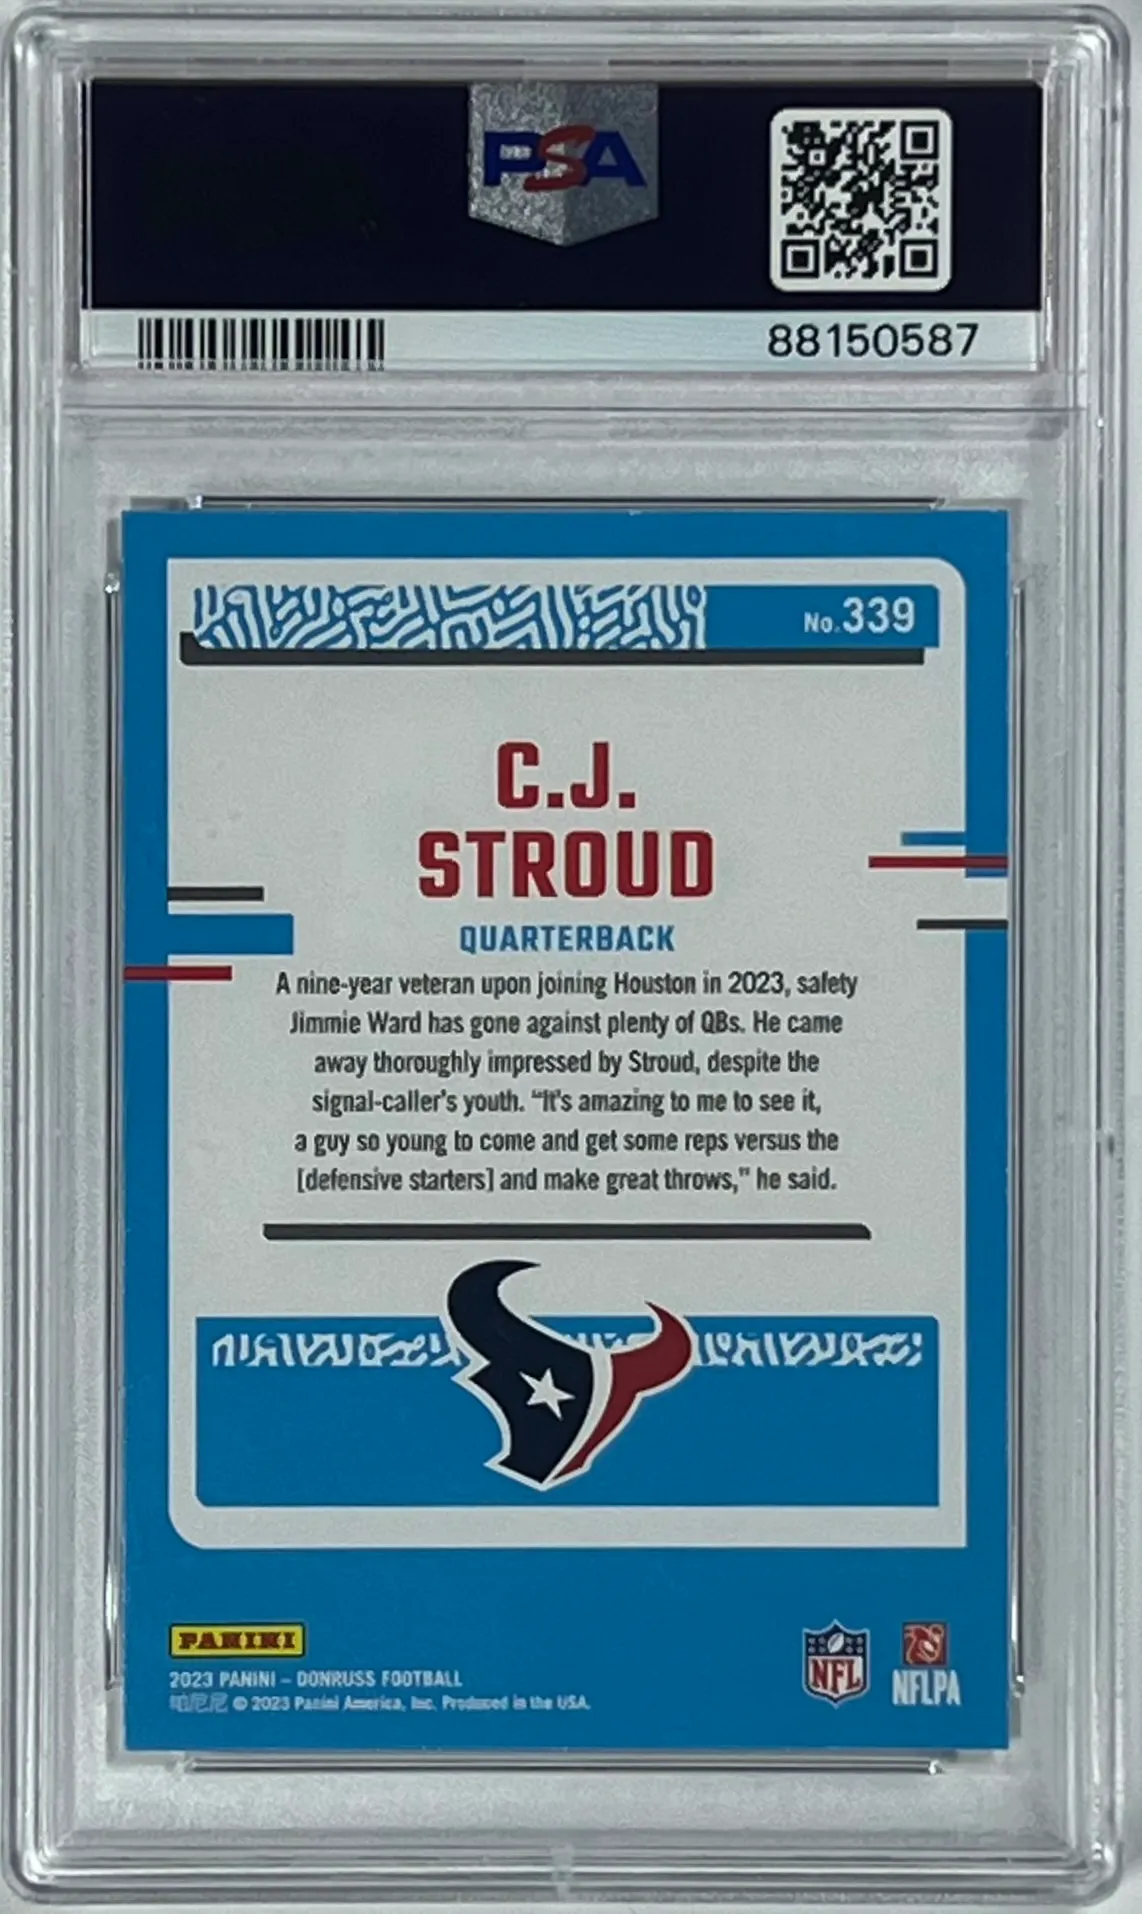 PSA
88150587
No.339
C.J.
STROUD
QUARTERBACK
A nine-year veteran upon joining Houston in 2023, safety
Jimmie Ward has gone against plenty of QBs. He came
away thoroughly impressed by Stroud, despite the
signal-caller's youth. “It's amazing to me to see it,
a guy so young to come and get some reps versus the
[defensive starters] and make great throws,” he said.
PANINI
2023 PANINI – DONRUSS FOOTBALL
© 2023 Panini America, Inc. Produced in the USA.
NFL
NFLPA